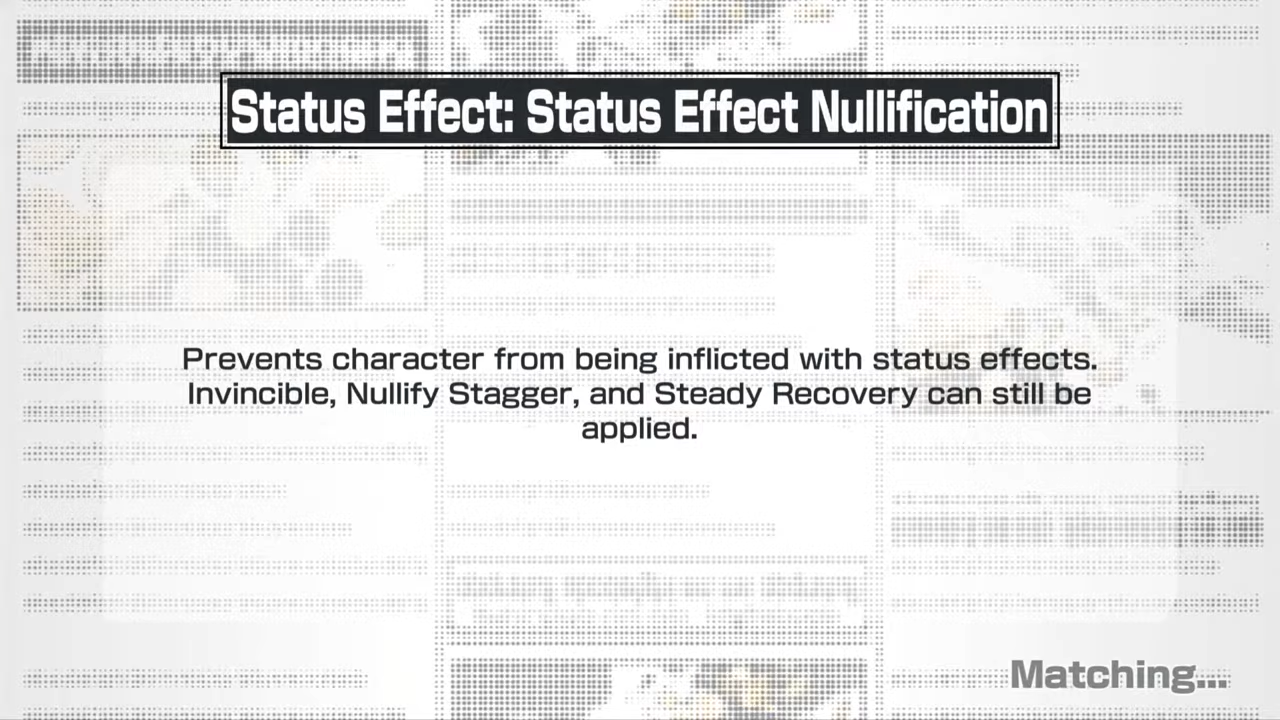 Status Effect: Status Effect Nullification
Prevents character from being inflicted with status effects.
Invincible, Nullify Stagger, and Steady Recovery can still be
applied.
Matching...